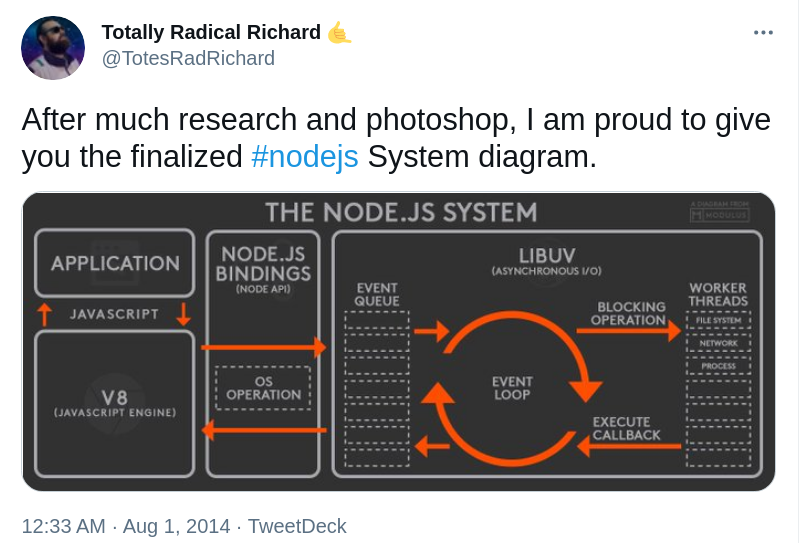 Totally Radical Richard 🤙
@TotesRadRichard
After much research and photoshop, I am proud to give
you the finalized #nodejs System diagram.
THE NODE.JS SYSTEM
A DIAGRAM FROM
MODULUS
APPLICATION
JAVASCRIPT
V8
(JAVASCRIPT ENGINE)
NODE.JS
BINDINGS
(NODE API)
OS
OPERATION
LIBUV
(ASYNCHRONOUS I/O)
EVENT
QUEUE
EVENT
LOOP
BLOCKING
OPERATION
EXECUTE
CALLBACK
WORKER
THREADS
FILE SYSTEM
NETWORK
PROCESS
12:33 AM · Aug 1, 2014 · TweetDeck